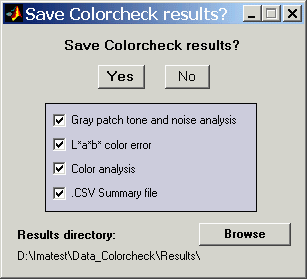 Save Colorcheck results?
Save Colorcheck results?
Yes No
Gray patch tone and noise analysis
L*a*b* color error
Color analysis
.CSV Summary file
Results directory: Browse
D:\Imatest\Data_Colorcheck\Results\